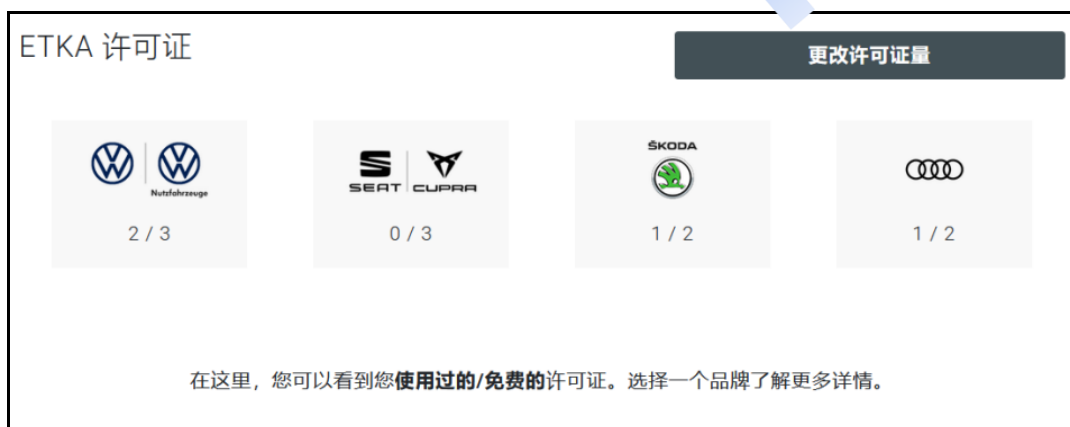 ETKA 许可证
更改许可证量
Nutzfahrzeuge
SEAT CUPRA
ŠKODA
2 / 3
0 / 3
1 / 2
1 / 2
在这里，您可以看到您使用过的/免费的许可证。选择一个品牌了解更多详情。